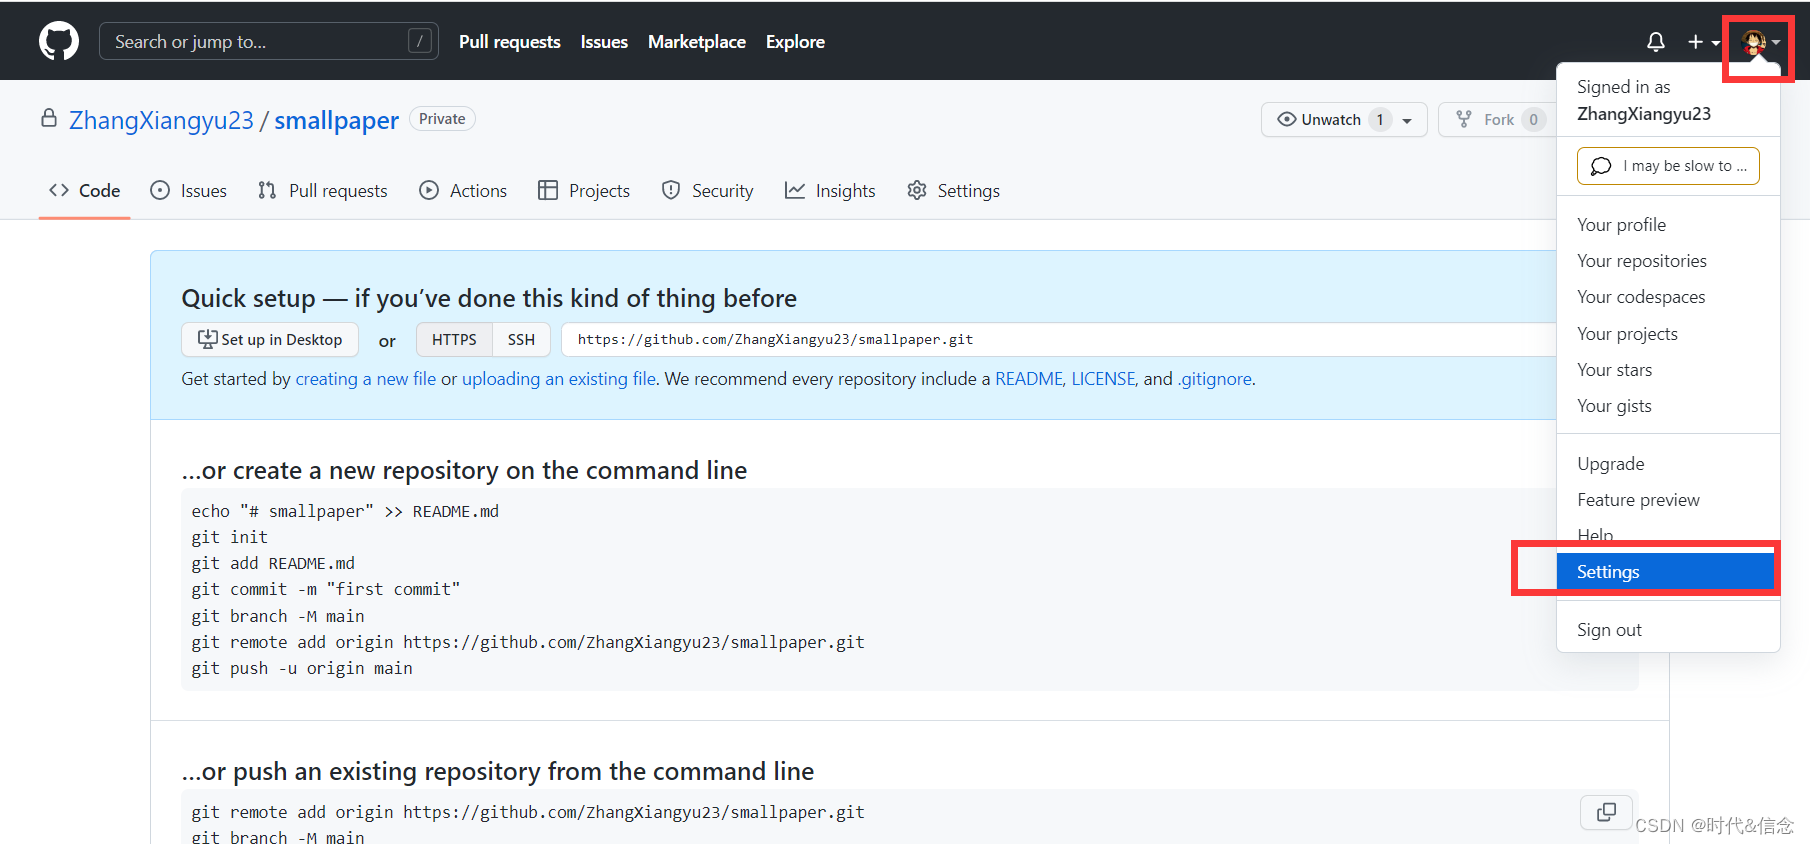 Search or jump to... / Pull requests Issues Marketplace Explore
Signed in as
ZhangXiangyu23
I may be slow to ...
Your profile
Your repositories
Your codespaces
Your projects
Your stars
Your gists
Upgrade
Feature preview
Help
Settings
Sign out
ZhangXiangyu23 / smallpaper Private
Unwatch 1 Fork 0
Code Issues Pull requests Actions Projects Security Insights Settings
Quick setup — if you’ve done this kind of thing before
Set up in Desktop or HTTPS SSH https://github.com/ZhangXiangyu23/smallpaper.git
Get started by creating a new file or uploading an existing file. We recommend every repository include a README, LICENSE, and .gitignore.
...or create a new repository on the command line
echo "# smallpaper" >> README.md
git init
git add README.md
git commit -m "first commit"
git branch -M main
git remote add origin https://github.com/ZhangXiangyu23/smallpaper.git
git push -u origin main
...or push an existing repository from the command line
git remote add origin https://github.com/ZhangXiangyu23/smallpaper.git
git branch -M main
CSDN @时代&信念